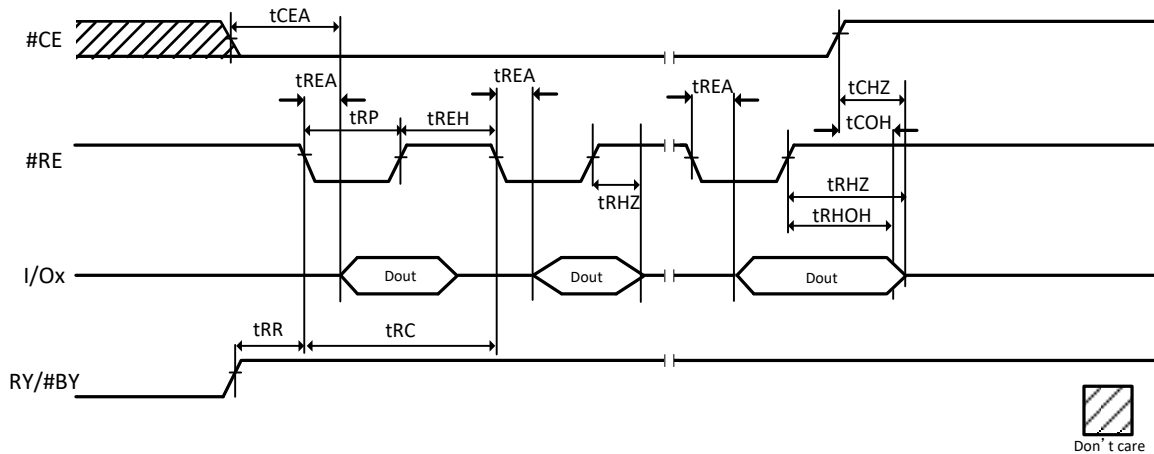 tCEA
#CE
tREA
tREA
tREA
tCHZ
tRP
tREH
tCOH
#RE
tRHZ
tRHZ
tRHOH
I/Ox
Dout
Dout
Dout
tRR
tRC
RY/#BY
Don't care